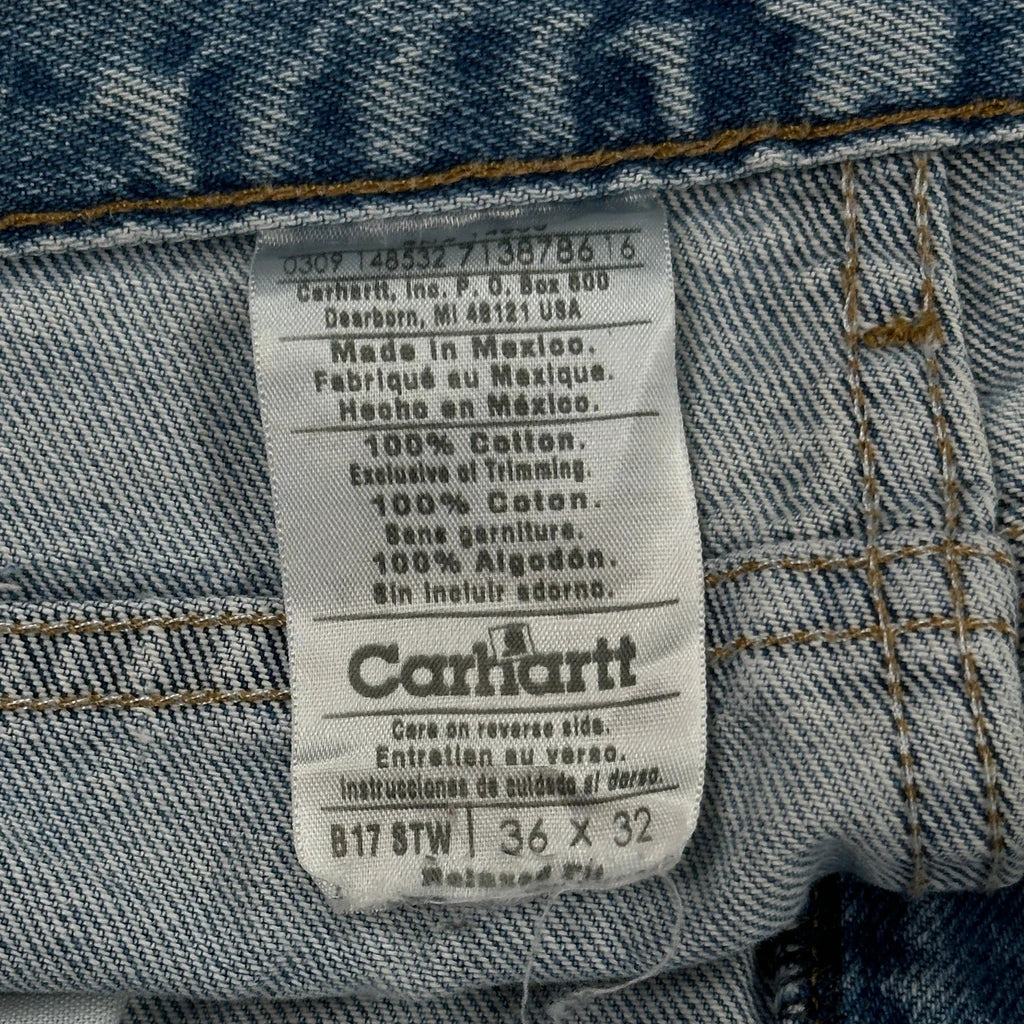 0309 148532 7138786 16
Carhartt, Inc. P. O. Box 600
Dearborn, MI 48121 USA
Made in Mexico.
Fabriqué au Mexique.
Hecho en México.
100% Cotton.
Exclusive of Trimming.
100% Coton.
Sans garniture.
100% Algodón.
Sin incluir adorno.
Carhartt
Care on reverse side.
Entretien au verso.
Instrucciones de cuidado al dorso.
B17 STW | 36 X 32
Relaxed Fit